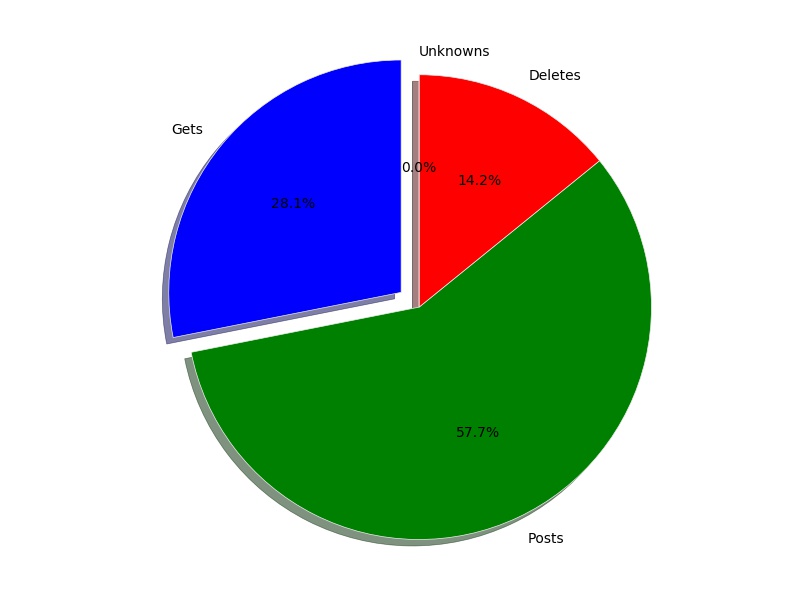 Unknowns
Deletes
Gets
0.0%
14.2%
28.1%
57.7%
Posts